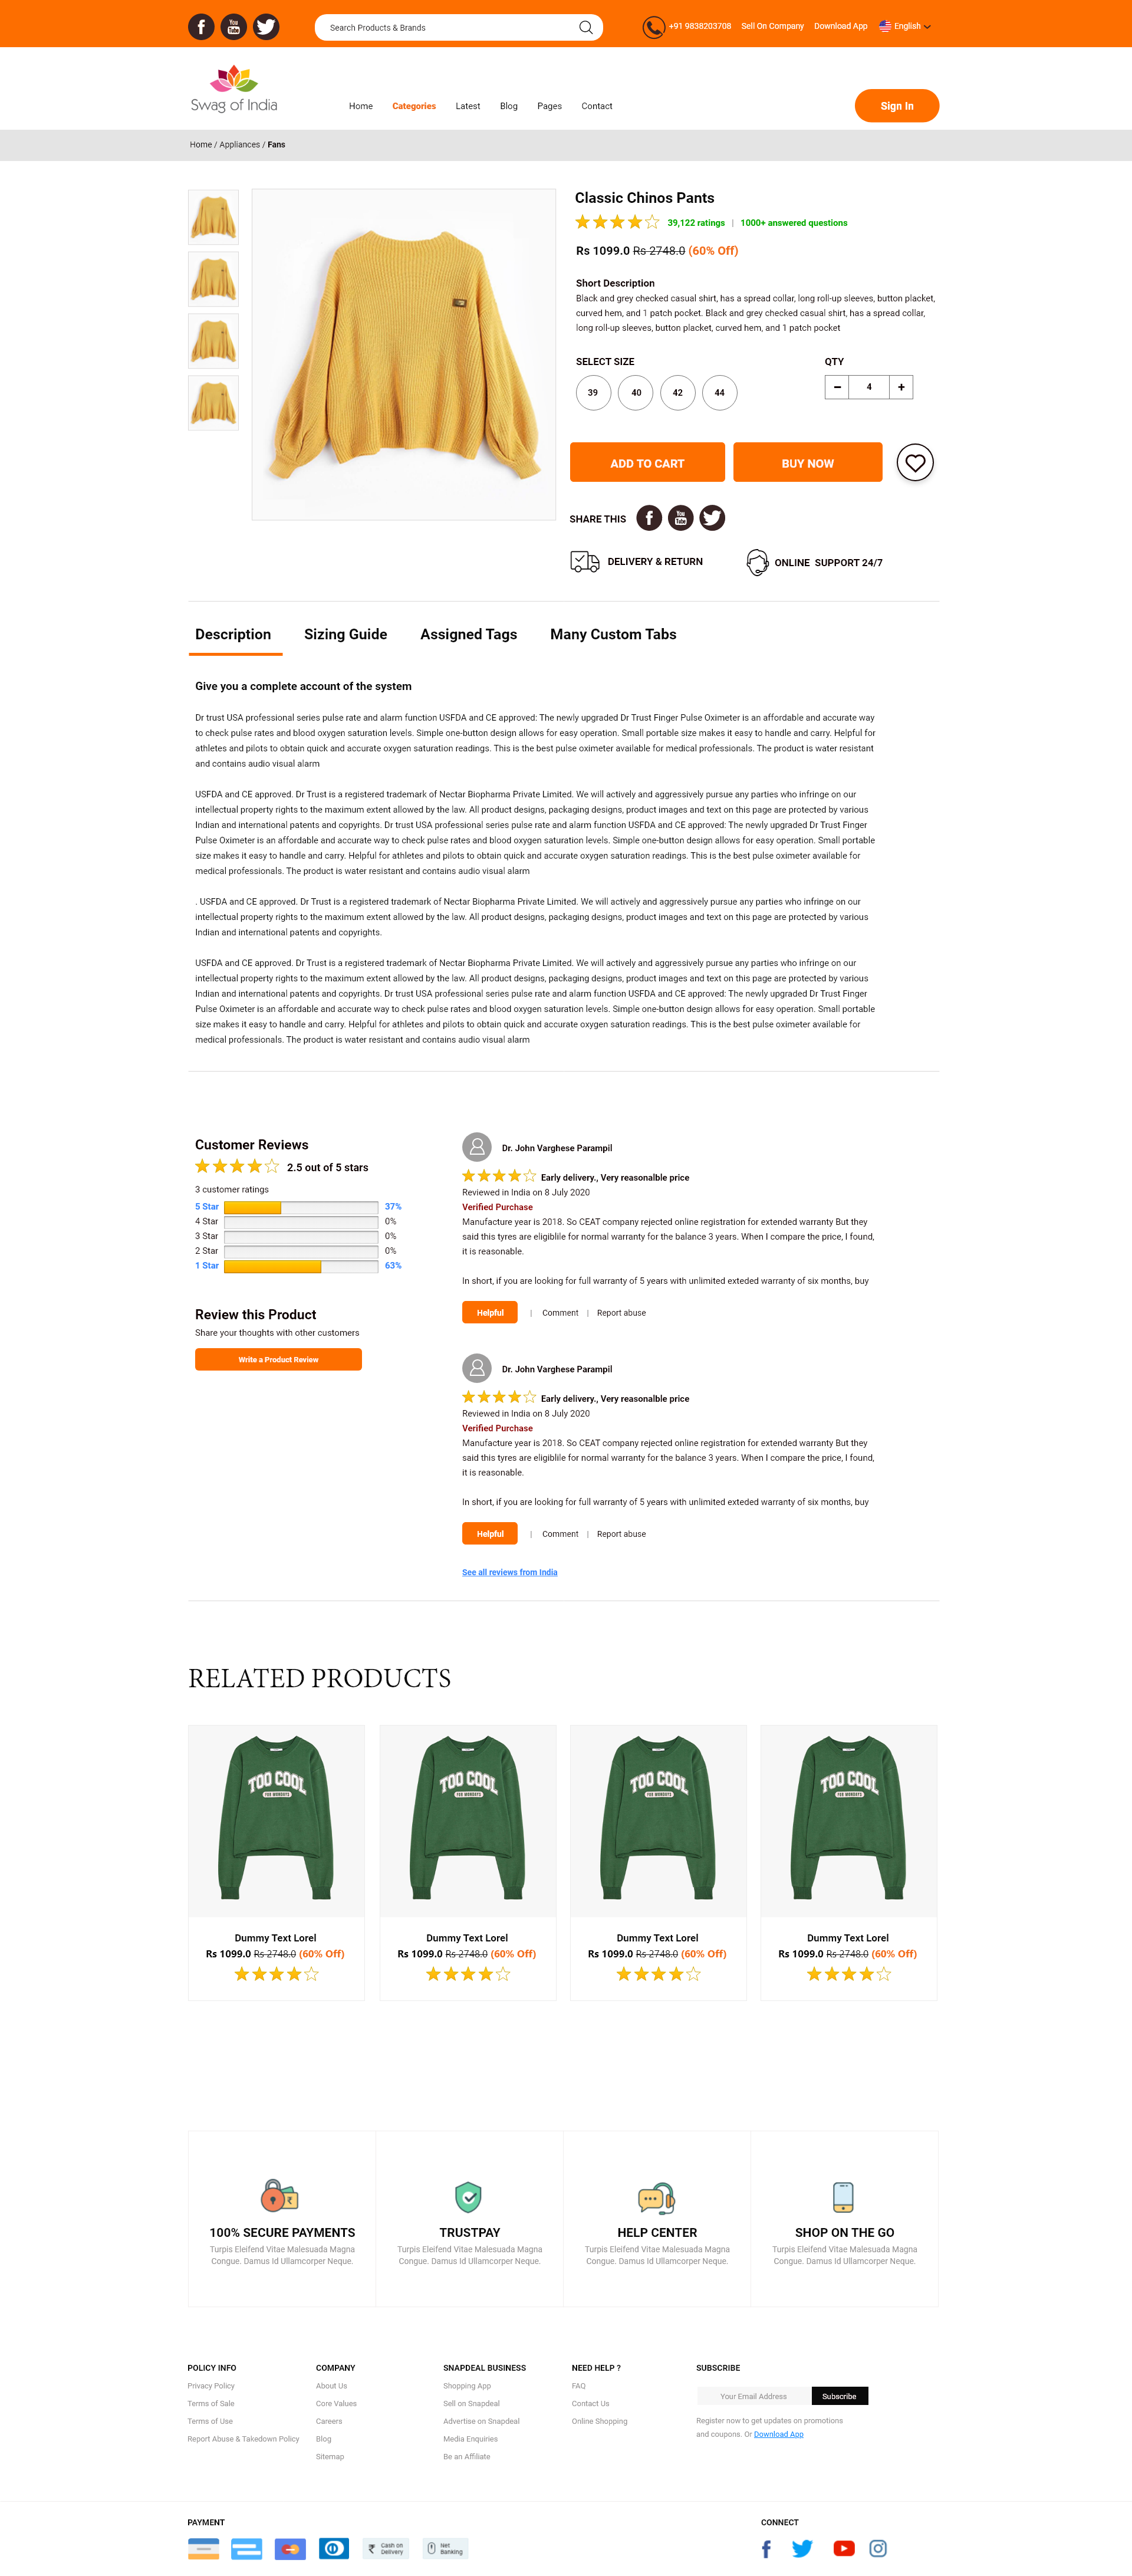 You Tube
Search Products & Brands
+91 9838203708 Sell On Company Download App English
Swag of India
Home Categories Latest Blog Pages Contact
Sign In
Home / Appliances / Fans
Classic Chinos Pants
39,122 ratings | 1000+ answered questions
Rs 1099.0 Rs 2748.0 (60% Off)
Short Description
Black and grey checked casual shirt, has a spread collar, long roll-up sleeves, button placket,
curved hem, and 1 patch pocket. Black and grey checked casual shirt, has a spread collar,
long roll-up sleeves, button placket, curved hem, and 1 patch pocket
SELECT SIZE QTY
39 40 42 44 − 4 +
ADD TO CART BUY NOW
SHARE THIS You Tube
DELIVERY & RETURN ONLINE SUPPORT 24/7
Description Sizing Guide Assigned Tags Many Custom Tabs
Give you a complete account of the system
Dr trust USA professional series pulse rate and alarm function USFDA and CE approved: The newly upgraded Dr Trust Finger Pulse Oximeter is an affordable and accurate way
to check pulse rates and blood oxygen saturation levels. Simple one-button design allows for easy operation. Small portable size makes it easy to handle and carry. Helpful for
athletes and pilots to obtain quick and accurate oxygen saturation readings. This is the best pulse oximeter available for medical professionals. The product is water resistant
and contains audio visual alarm
USFDA and CE approved. Dr Trust is a registered trademark of Nectar Biopharma Private Limited. We will actively and aggressively pursue any parties who infringe on our
intellectual property rights to the maximum extent allowed by the law. All product designs, packaging designs, product images and text on this page are protected by various
Indian and international patents and copyrights. Dr trust USA professional series pulse rate and alarm function USFDA and CE approved: The newly upgraded Dr Trust Finger
Pulse Oximeter is an affordable and accurate way to check pulse rates and blood oxygen saturation levels. Simple one-button design allows for easy operation. Small portable
size makes it easy to handle and carry. Helpful for athletes and pilots to obtain quick and accurate oxygen saturation readings. This is the best pulse oximeter available for
medical professionals. The product is water resistant and contains audio visual alarm
. USFDA and CE approved. Dr Trust is a registered trademark of Nectar Biopharma Private Limited. We will actively and aggressively pursue any parties who infringe on our
intellectual property rights to the maximum extent allowed by the law. All product designs, packaging designs, product images and text on this page are protected by various
Indian and international patents and copyrights.
USFDA and CE approved. Dr Trust is a registered trademark of Nectar Biopharma Private Limited. We will actively and aggressively pursue any parties who infringe on our
intellectual property rights to the maximum extent allowed by the law. All product designs, packaging designs, product images and text on this page are protected by various
Indian and international patents and copyrights. Dr trust USA professional series pulse rate and alarm function USFDA and CE approved: The newly upgraded Dr Trust Finger
Pulse Oximeter is an affordable and accurate way to check pulse rates and blood oxygen saturation levels. Simple one-button design allows for easy operation. Small portable
size makes it easy to handle and carry. Helpful for athletes and pilots to obtain quick and accurate oxygen saturation readings. This is the best pulse oximeter available for
medical professionals. The product is water resistant and contains audio visual alarm
Customer Reviews
2.5 out of 5 stars
3 customer ratings
5 Star 37%
4 Star 0%
3 Star 0%
2 Star 0%
1 Star 63%
Review this Product
Share your thoughts with other customers
Write a Product Review
Dr. John Varghese Parampil
Early delivery., Very reasonalble price
Reviewed in India on 8 July 2020
Verified Purchase
Manufacture year is 2018. So CEAT company rejected online registration for extended warranty But they
said this tyres are eligiblile for normal warranty for the balance 3 years. When I compare the price, I found,
it is reasonable.
In short, if you are looking for full warranty of 5 years with unlimited exteded warranty of six months, buy
Helpful | Comment | Report abuse
Dr. John Varghese Parampil
Early delivery., Very reasonalble price
Reviewed in India on 8 July 2020
Verified Purchase
Manufacture year is 2018. So CEAT company rejected online registration for extended warranty But they
said this tyres are eligiblile for normal warranty for the balance 3 years. When I compare the price, I found,
it is reasonable.
In short, if you are looking for full warranty of 5 years with unlimited exteded warranty of six months, buy
Helpful | Comment | Report abuse
See all reviews from India
RELATED PRODUCTS
TOO COOL TOO COOL TOO COOL TOO COOL
FOR MONDAYS FOR MONDAYS FOR MONDAYS FOR MONDAYS
Dummy Text Lorel Dummy Text Lorel Dummy Text Lorel Dummy Text Lorel
Rs 1099.0 Rs 2748.0 (60% Off) Rs 1099.0 Rs 2748.0 (60% Off) Rs 1099.0 Rs 2748.0 (60% Off) Rs 1099.0 Rs 2748.0 (60% Off)
100% SECURE PAYMENTS TRUSTPAY HELP CENTER SHOP ON THE GO
Turpis Eleifend Vitae Malesuada Magna Turpis Eleifend Vitae Malesuada Magna Turpis Eleifend Vitae Malesuada Magna Turpis Eleifend Vitae Malesuada Magna
Congue. Damus Id Ullamcorper Neque. Congue. Damus Id Ullamcorper Neque. Congue. Damus Id Ullamcorper Neque. Congue. Damus Id Ullamcorper Neque.
POLICY INFO
Privacy Policy
Terms of Sale
Terms of Use
Report Abuse & Takedown Policy
COMPANY
About Us
Core Values
Careers
Blog
Sitemap
SNAPDEAL BUSINESS
Shopping App
Sell on Snapdeal
Advertise on Snapdeal
Media Enquiries
Be an Affiliate
NEED HELP ?
FAQ
Contact Us
Online Shopping
SUBSCRIBE
Your Email Address Subscribe
Register now to get updates on promotions
and coupons. Or Download App
PAYMENT
₹ Cash on
Delivery
Net
Banking
CONNECT